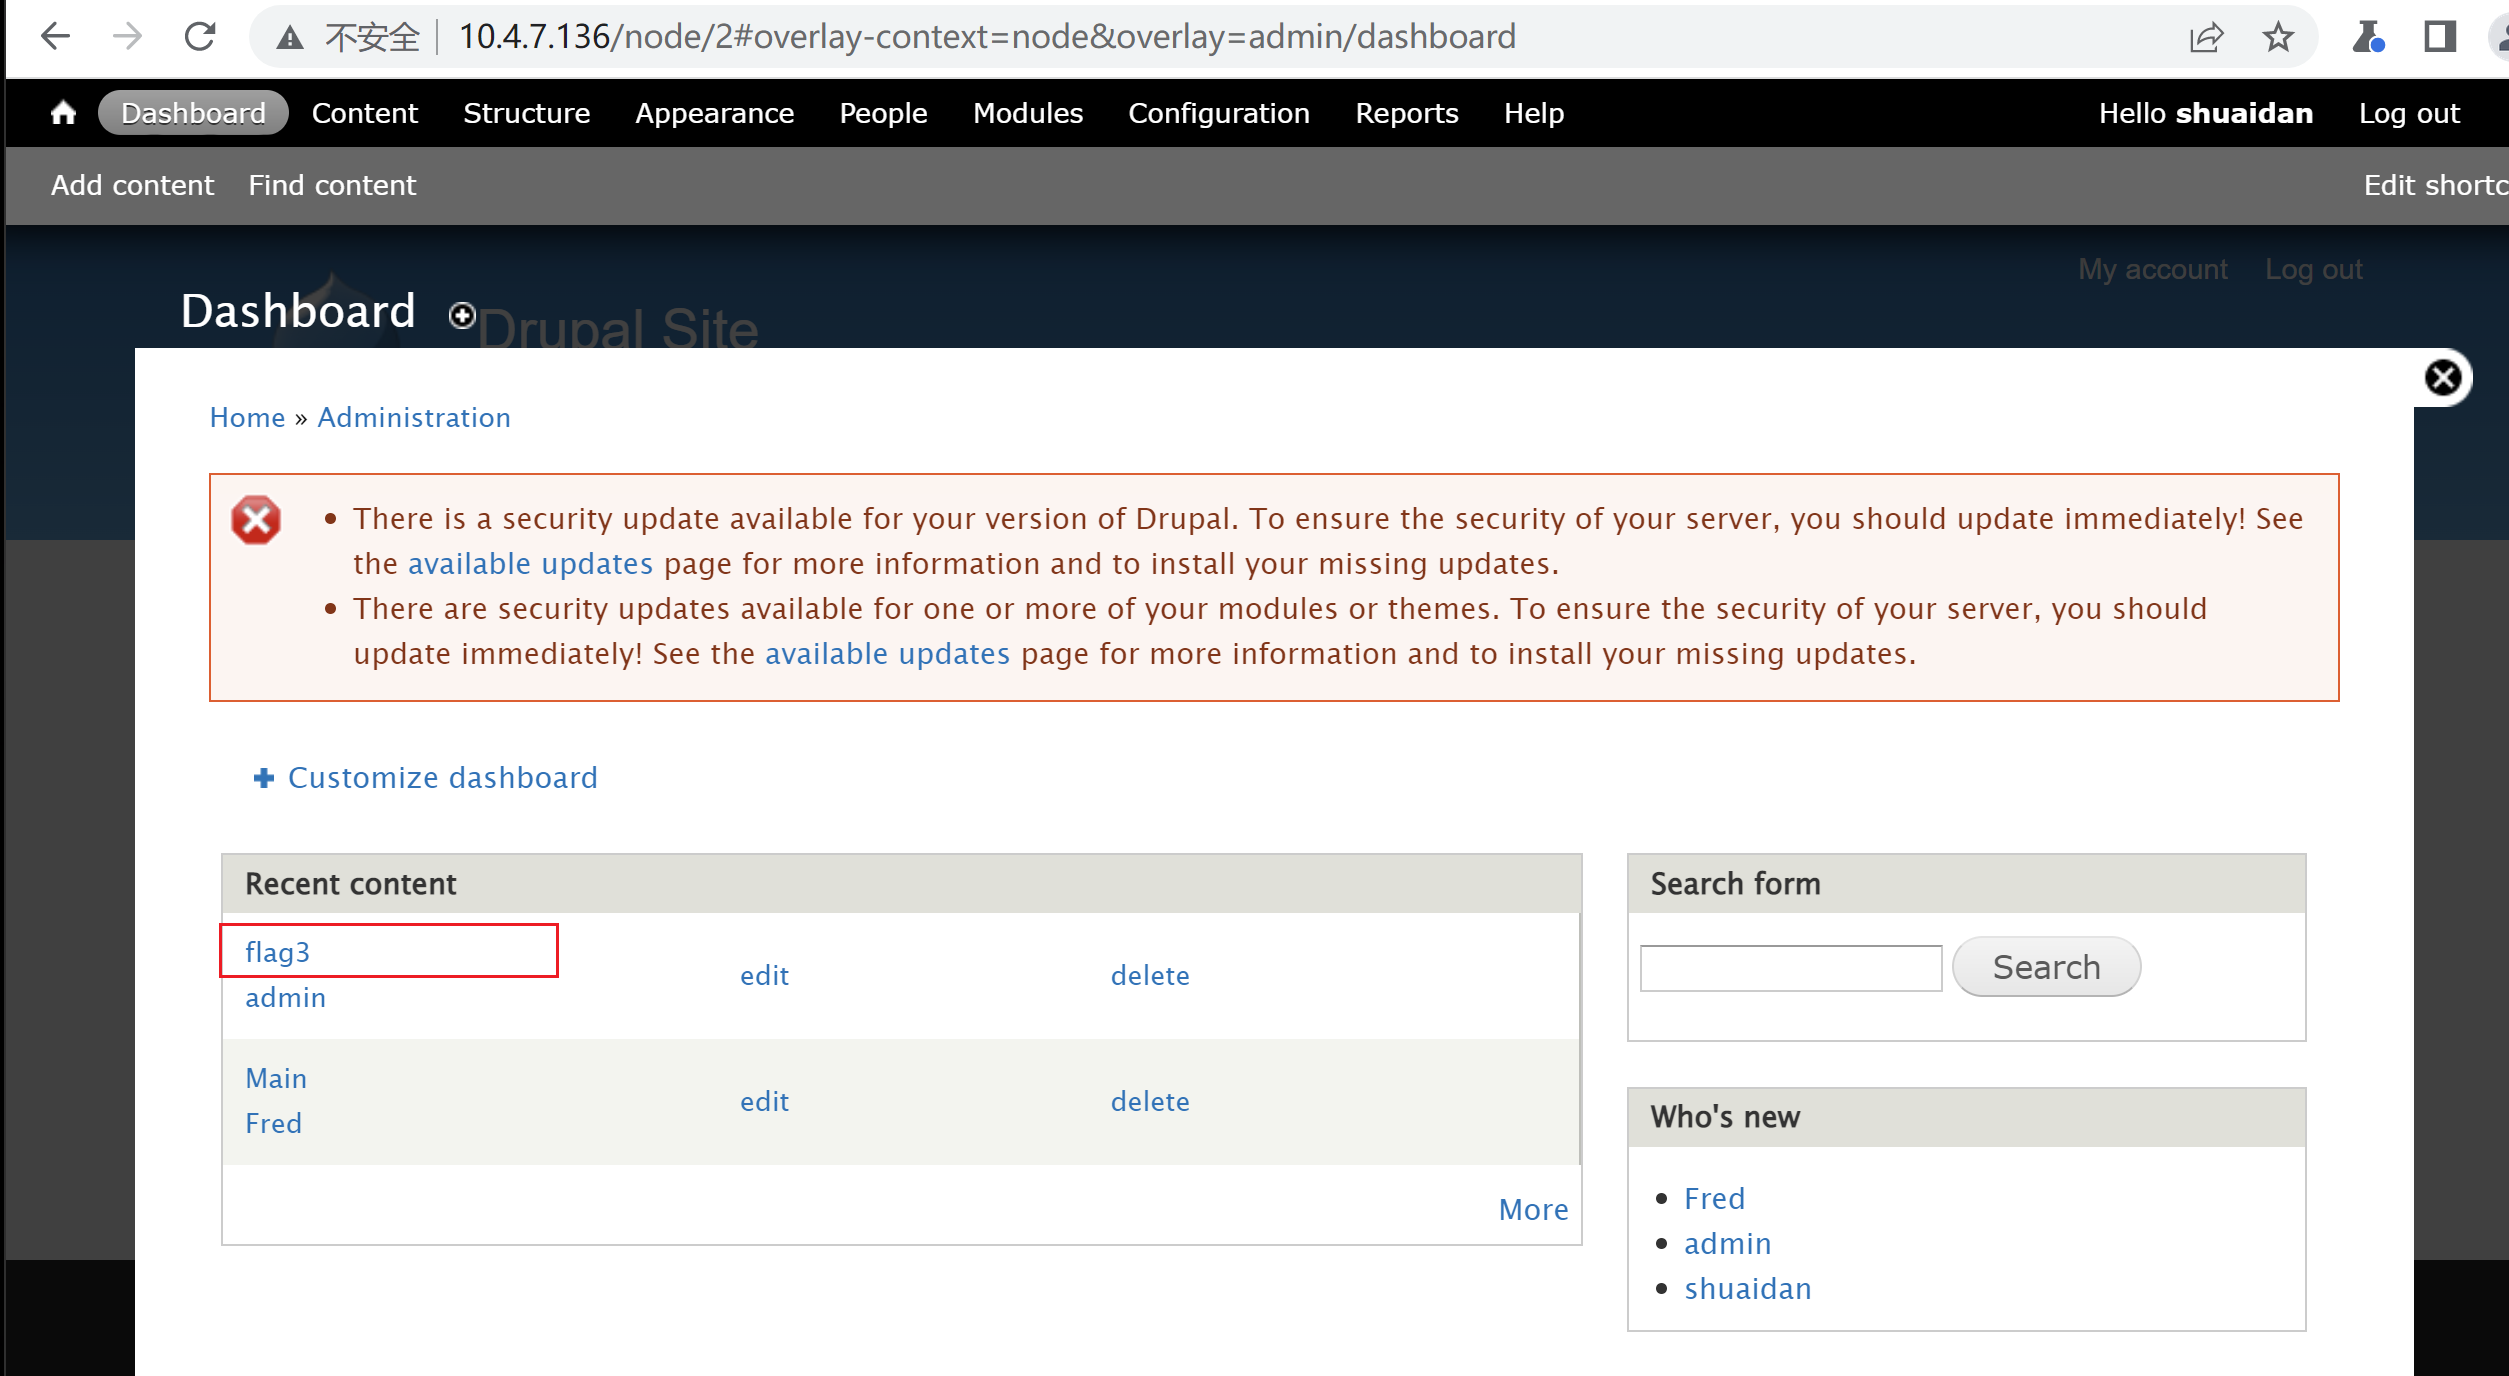 不安全 10.4.7.136/node/2#overlay-context=node&overlay=admin/dashboard
Dashboard Content Structure Appearance People Modules Configuration Reports Help Hello shuaidan Log out
Add content Find content Edit shortc
My account Log out
Dashboard
Drupal Site
Home » Administration
There is a security update available for your version of Drupal. To ensure the security of your server, you should update immediately! See
the available updates page for more information and to install your missing updates.
There are security updates available for one or more of your modules or themes. To ensure the security of your server, you should
update immediately! See the available updates page for more information and to install your missing updates.
Customize dashboard
Recent content
flag3
admin
edit delete
Main
Fred
edit delete
More
Search form
Search
Who's new
Fred
admin
shuaidan